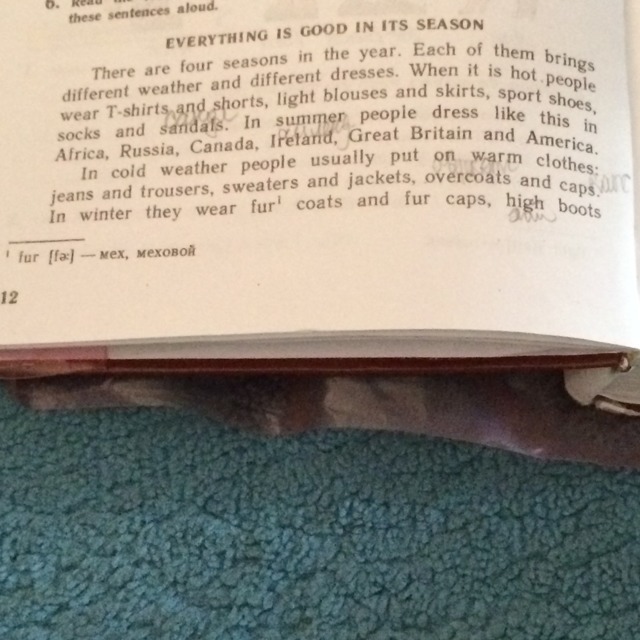 6. Read the
these sentences aloud.
EVERYTHING IS GOOD IN ITS SEASON
There are four seasons in the year. Each of them brings
different weather and different dresses. When it is hot people
wear T-shirts and shorts, light blouses and skirts, sport shoes,
socks and sandals. In summer people dress like this in
Africa, Russia, Canada, Ireland, Great Britain and America.
In cold weather people usually put on warm clothes:
jeans and trousers, sweaters and jackets, overcoats and caps.
In winter they wear fur¹ coats and fur caps, high boots
¹ fur [fɜ:] — мех, меховой
12